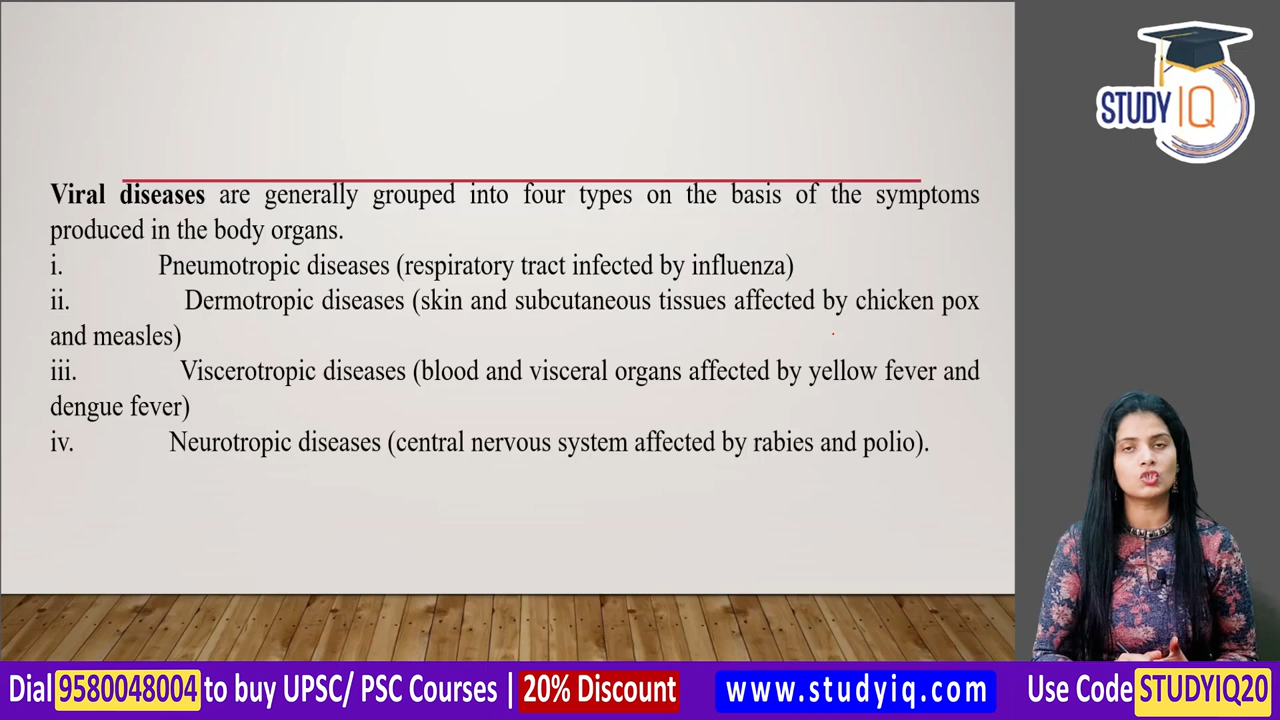 STUDY IQ
Viral diseases are generally grouped into four types on the basis of the symptoms
produced in the body organs.
i. Pneumotropic diseases (respiratory tract infected by influenza)
ii. Dermotropic diseases (skin and subcutaneous tissues affected by chicken pox
and measles)
iii. Viscerotropic diseases (blood and visceral organs affected by yellow fever and
dengue fever)
iv. Neurotropic diseases (central nervous system affected by rabies and polio).
Dial 9580048004 to buy UPSC/ PSC Courses | 20% Discount www.studyiq.com Use Code STUDYIQ20